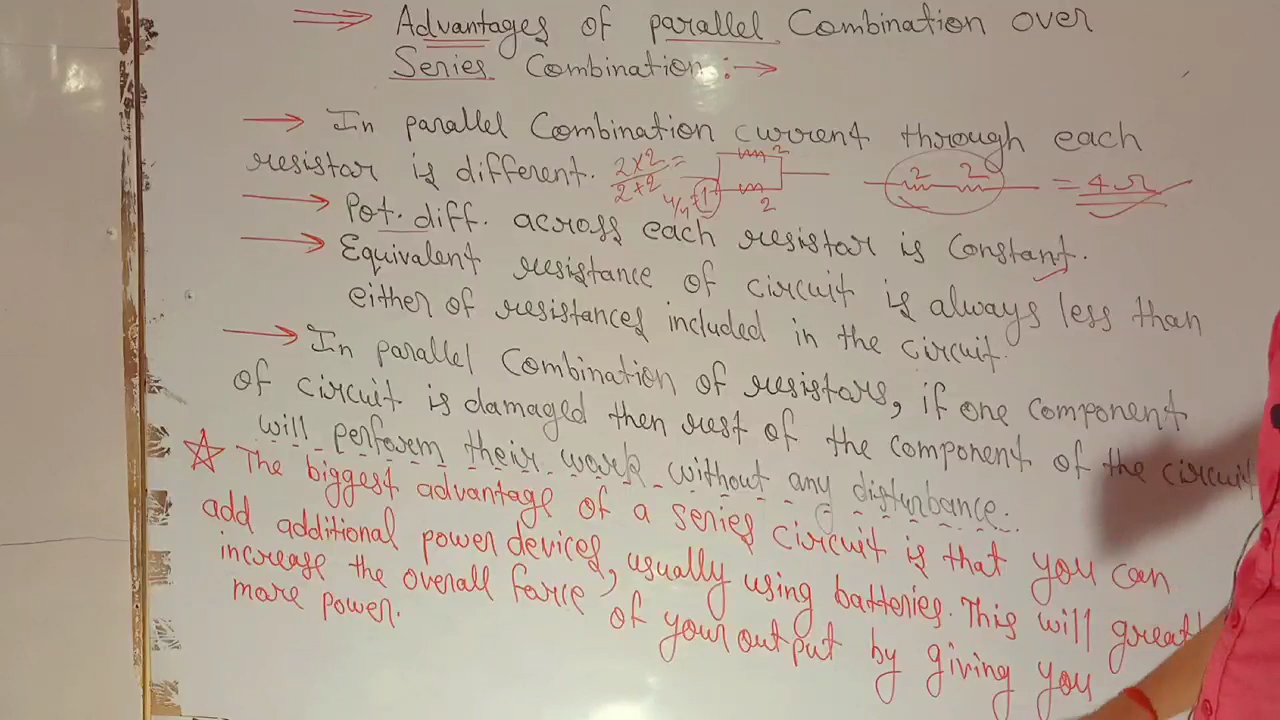 ⇒ Advantages of parallel Combination over
Series Combination :→
→ In parallel Combination current through each
resistor is different. 2×2/2+2 = 4/4 = 1 2 2 2 2 = 4Ω
→ Pot. diff. across each resistor is Constant.
→ Equivalent resistance of circuit is always less than
either of resistances included in the circuit.
→ In parallel Combination of resistors, if one component
of circuit is damaged then rest of the component of the circuit
will perform their work without any disturbance.
☆ The biggest advantage of a series circuit is that you can
add additional power devices, usually using batteries. This will greatl
increase the overall force of your output by giving you
more power.